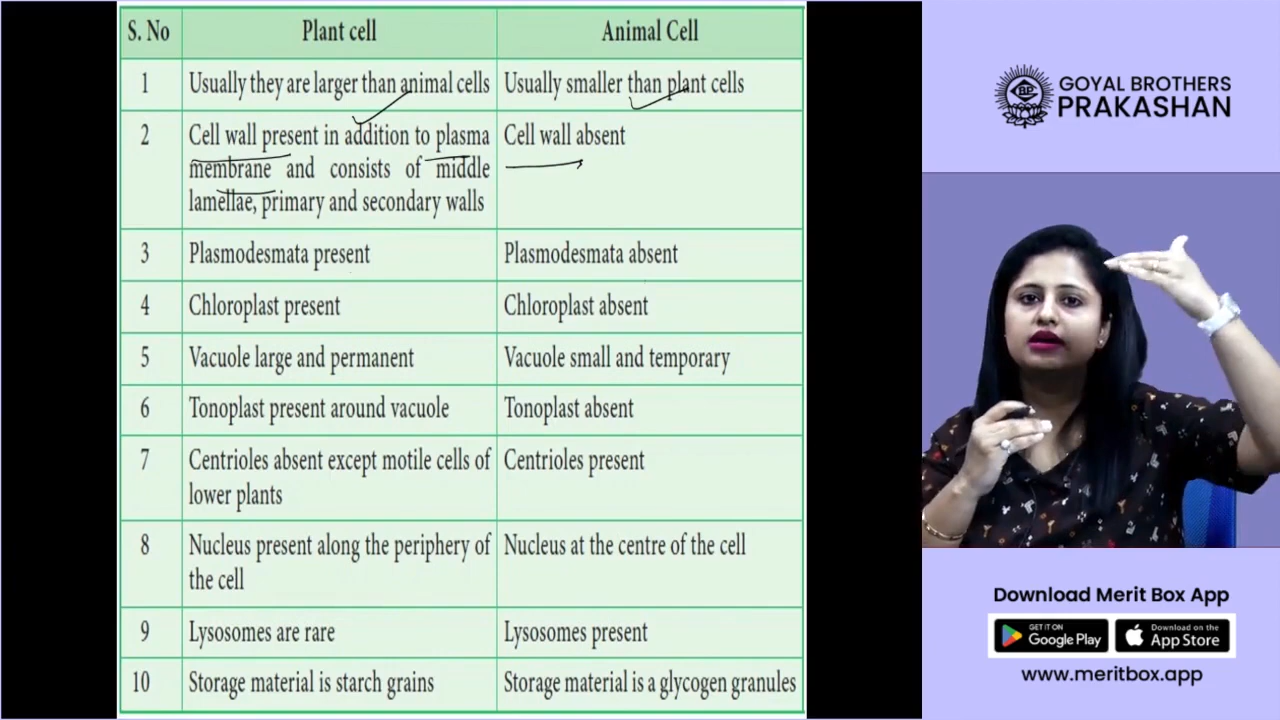 S. No Plant cell Animal Cell
1 Usually they are larger than animal cells Usually smaller than plant cells
2 Cell wall present in addition to plasma Cell wall absent
membrane and consists of middle
lamellae, primary and secondary walls
3 Plasmodesmata present Plasmodesmata absent
4 Chloroplast present Chloroplast absent
5 Vacuole large and permanent Vacuole small and temporary
6 Tonoplast present around vacuole Tonoplast absent
7 Centrioles absent except motile cells of Centrioles present
lower plants
8 Nucleus present along the periphery of Nucleus at the centre of the cell
the cell
9 Lysosomes are rare Lysosomes present
10 Storage material is starch grains Storage material is a glycogen granules
BP
GOYAL BROTHERS
PRAKASHAN
Download Merit Box App
GET IT ON
Google Play
Download on the
App Store
www.meritbox.app